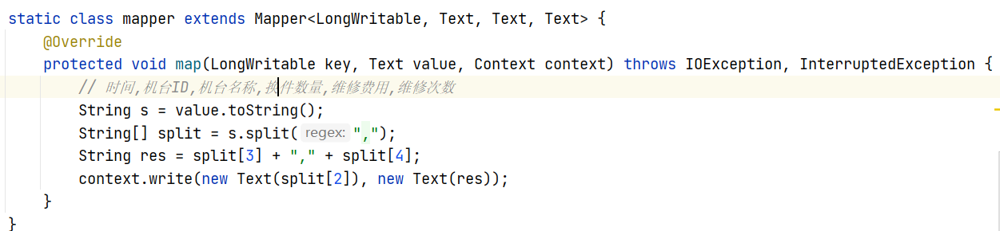 static class mapper extends Mapper<LongWritable, Text, Text, Text> {
@Override
protected void map(LongWritable key, Text value, Context context) throws IOException, InterruptedException {
// 时间,机台ID,机台名称,换件数量,维修费用,维修次数
String s = value.toString();
String[] split = s.split( regex: ",");
String res = split[3] + "," + split[4];
context.write(new Text(split[2]), new Text(res));
}
}